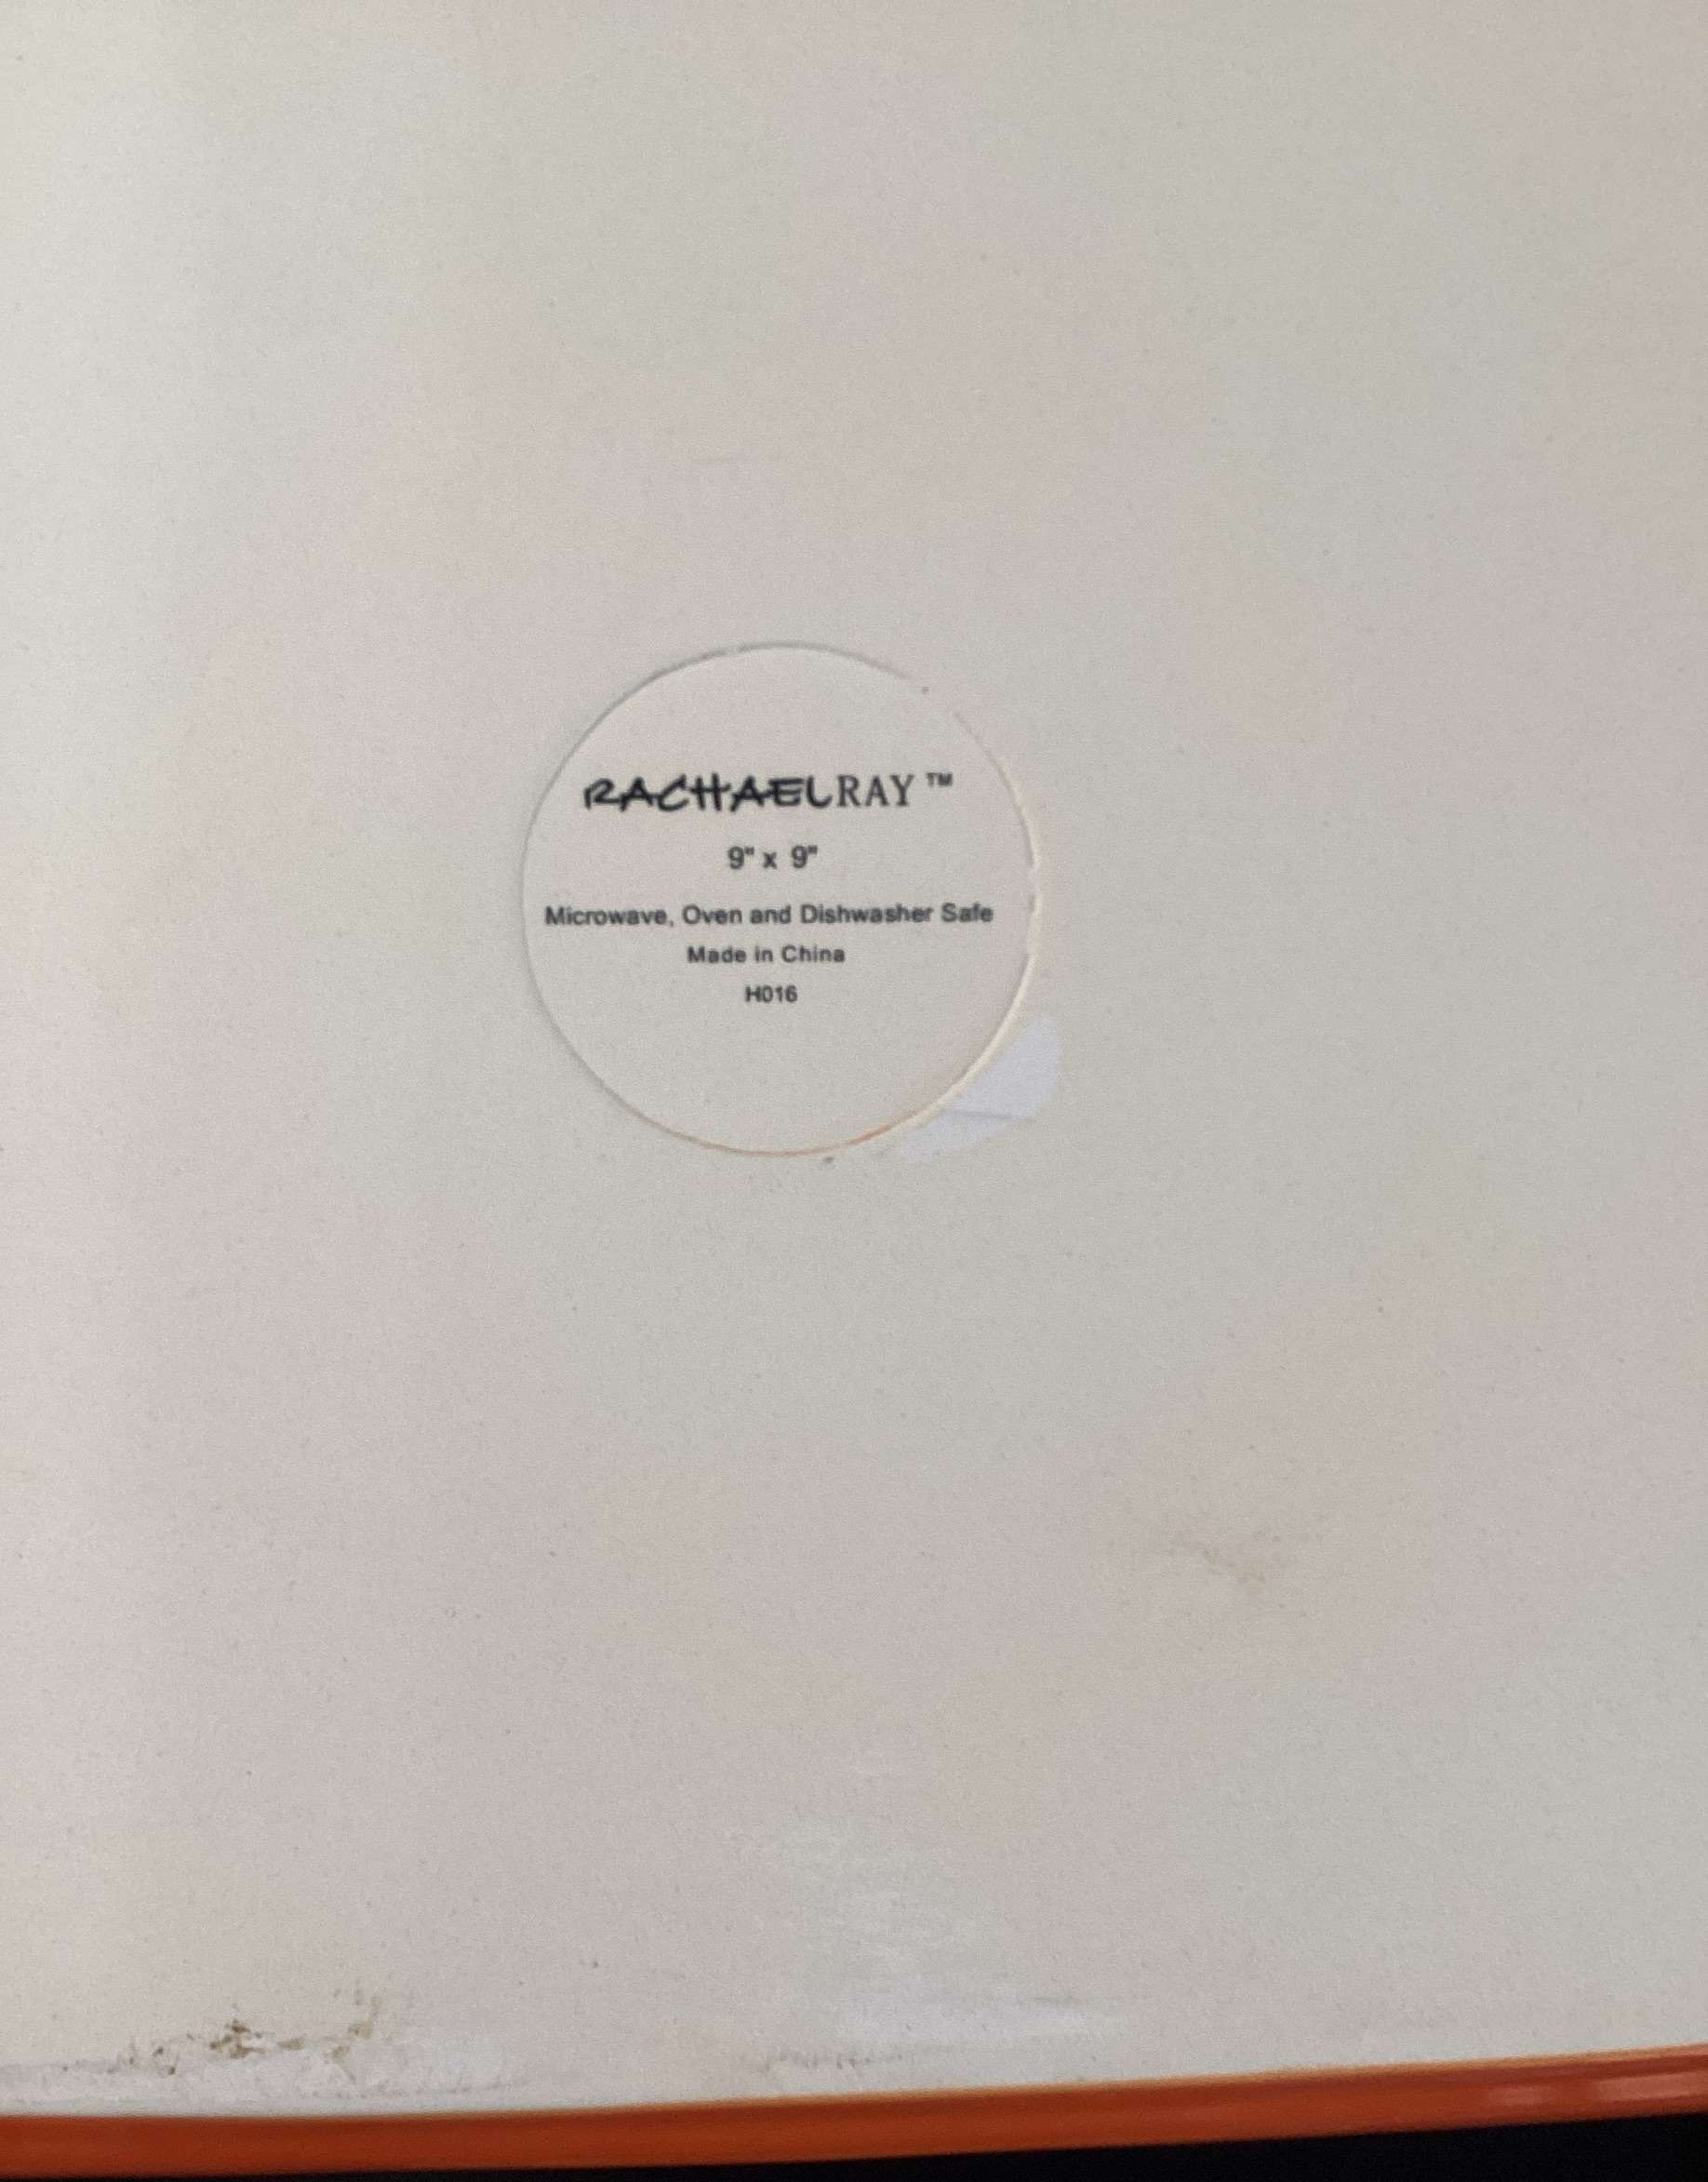 RACHAELRAY™
9" x 9"
Microwave, Oven and Dishwasher Safe
Made in China
H016